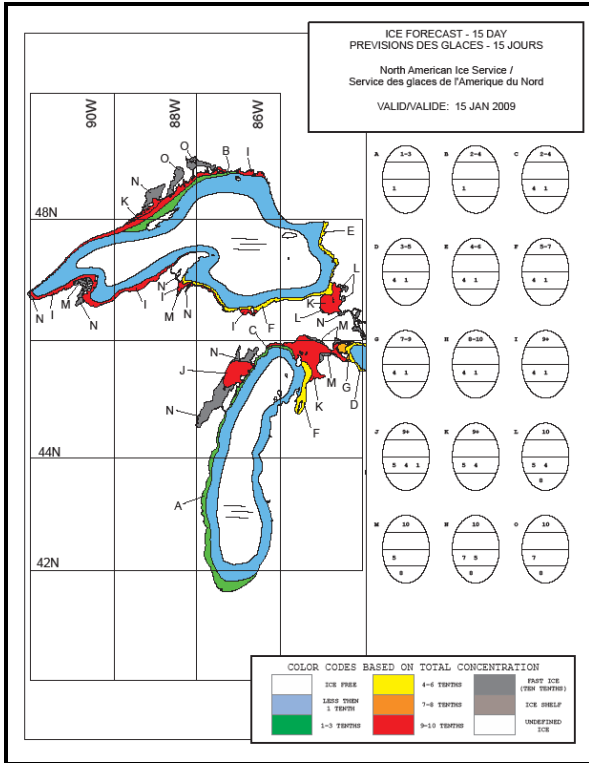 ICE FORECAST - 15 DAY
PREVISIONS DES GLACES - 15 JOURS
North American Ice Service /
Service des glaces de l'Amerique du Nord
VALID/VALIDE: 15 JAN 2009
90W
88W
86W
O
O
B
I
N
K
48N
E
N
I
M
N
I
N
I
M
N
I
F
L
K
L
N
M
C
N
J
N
G
D
M
K
F
44N
A
42N
A 1-3
1
B 2-4
1
C 2-4
4 1
D 3-5
4 1
E 4-6
4 1
F 5-7
4 1
G 7-9
4 1
H 8-10
4 1
I 9+
4 1
J 9+
5 4 1
K 9+
5 4
L 10
5 4
8
M 10
5
8
N 10
7 5
8
O 10
7
8
COLOR CODES BASED ON TOTAL CONCENTRATION
ICE FREE
4-6 TENTHS
FAST ICE
(TEN TENTHS)
LESS THEN
1 TENTH
7-8 TENTHS
ICE SHELF
1-3 TENTHS
9-10 TENTHS
UNDEFINED
ICE